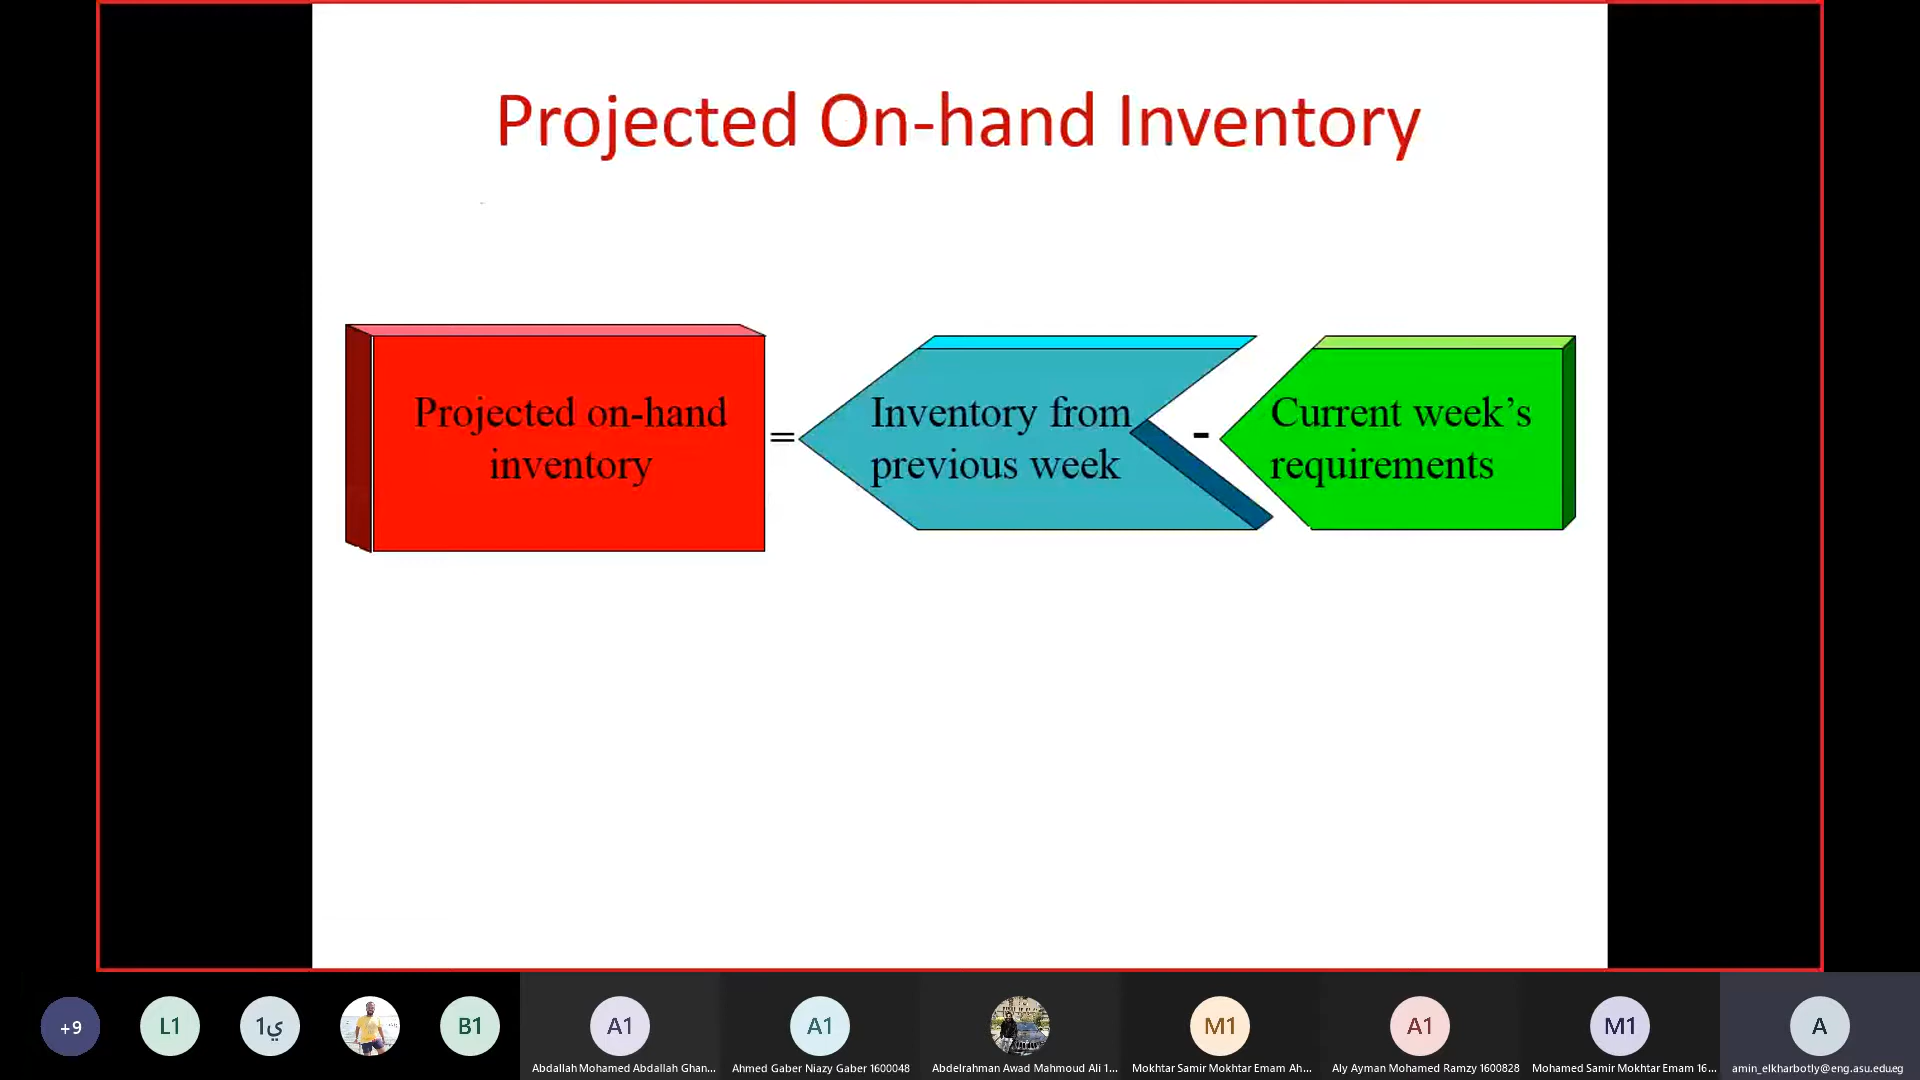 Projected On-hand Inventory
Projected on-hand
inventory
=
Inventory from
previous week
-
Current week’s
requirements
+9
L1
ي1
B1
A1
A1
M1
A1
M1
A
Abdallah Mohamed Abdallah Ghan...
Ahmed Gaber Niazy Gaber 1600048
Abdelrahman Awad Mahmoud Ali 1...
Mokhtar Samir Mokhtar Emam Ah...
Aly Ayman Mohamed Ramzy 1600828
Mohamed Samir Mokhtar Emam 16...
amin_elkharbotly@eng.asu.edu.eg